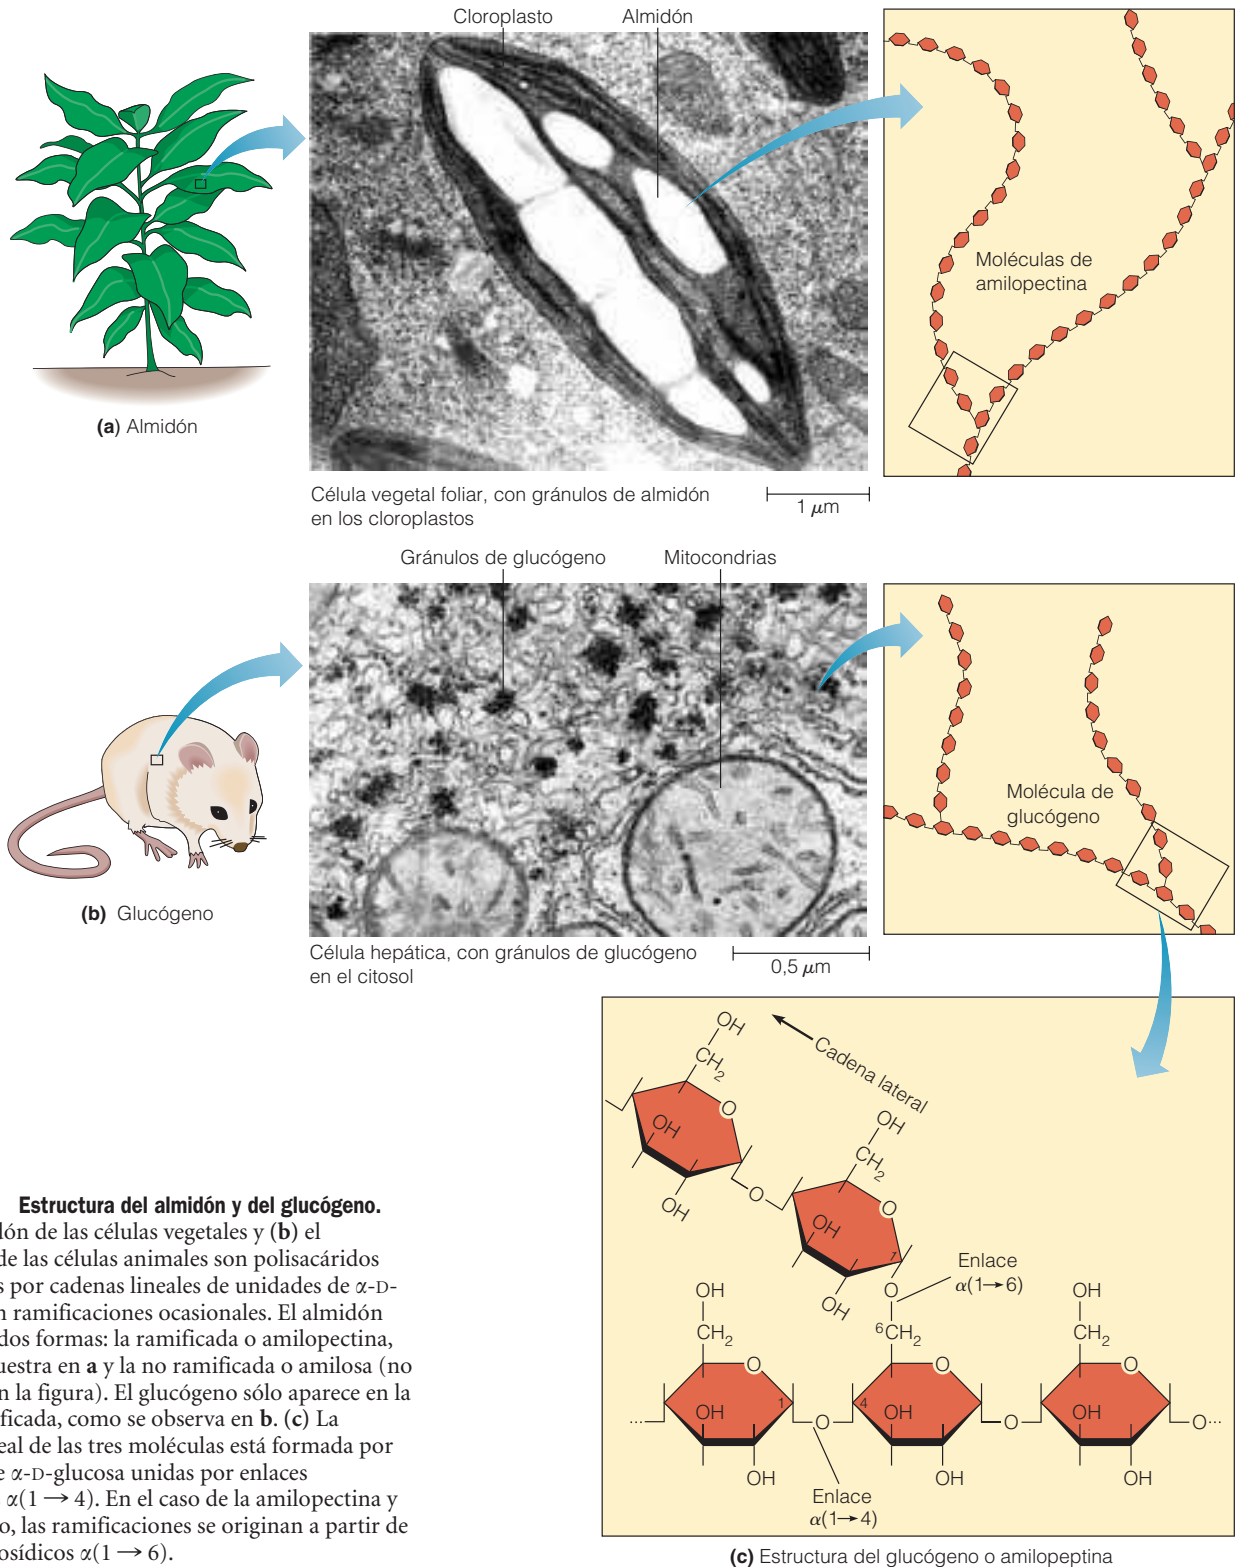 Cloroplasto
Almidón
Moléculas de
amilopectina
(a) Almidón
Célula vegetal foliar, con gránulos de almidón
en los cloroplastos
1 μm
Gránulos de glucógeno
Mitocondrias
Molécula de
glucógeno
(b) Glucógeno
Célula hepática, con gránulos de glucógeno
en el citosol
0,5 μm
OH
CH2
O
OH
OH
O
Cadena lateral
OH
CH2
O
OH
OH
1
O
Enlace
α(1→6)
OH
CH2
6CH2
OH
CH2
O
O
O
OH
1
4
OH
OH
...
O
O
O...
OH
OH
OH
Enlace
α(1→4)
(c) Estructura del glucógeno o amilopeptina
Estructura del almidón y del glucógeno.
dón de las células vegetales y (b) el
de las células animales son polisacáridos
s por cadenas lineales de unidades de α-D-
n ramificaciones ocasionales. El almidón
dos formas: la ramificada o amilopectina,
uestra en a y la no ramificada o amilosa (no
n la figura). El glucógeno sólo aparece en la
ificada, como se observa en b. (c) La
eal de las tres moléculas está formada por
e α-D-glucosa unidas por enlaces
α(1→4). En el caso de la amilopectina y
o, las ramificaciones se originan a partir de
osídicos α(1→6).